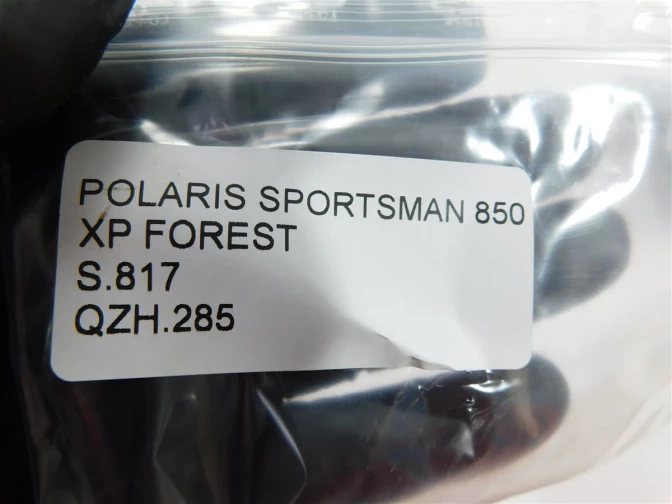 POLARIS SPORTSMAN 850
XP FOREST
S.817
QZH.285